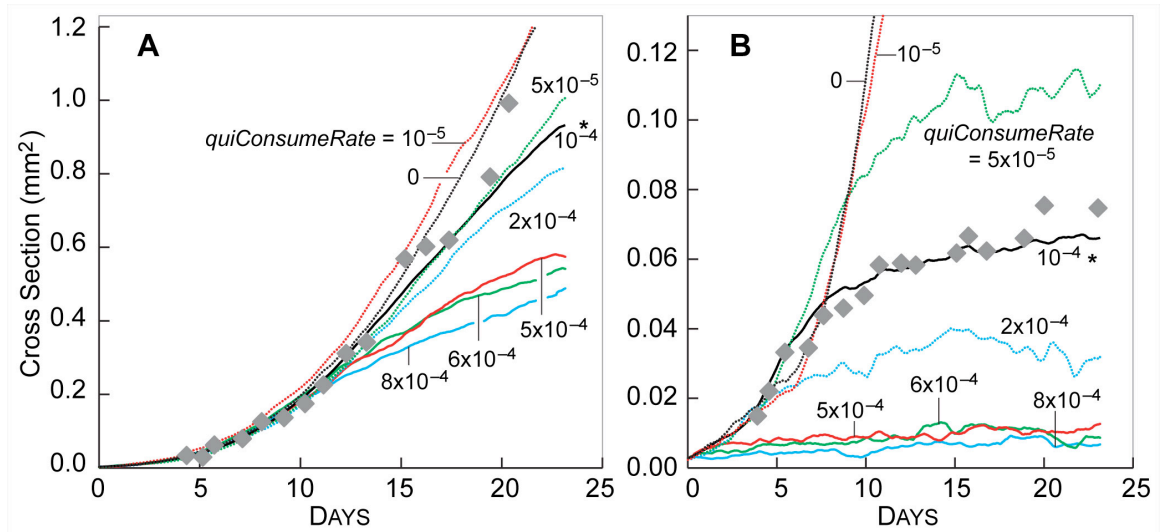 A
Cross Section (mm²)
1.2
1.0
0.8
0.6
0.4
0.2
0.0
0
5
10
15
20
25
DAYS
quiConsumeRate = 10⁻⁵
0
5x10⁻⁵
*
10⁻⁴
2x10⁻⁴
5x10⁻⁴
6x10⁻⁴
8x10⁻⁴
B
0.12
0.10
0.08
0.06
0.04
0.02
0.00
0
5
10
15
20
25
DAYS
10⁻⁵
0
quiConsumeRate
= 5x10⁻⁵
10⁻⁴ *
2x10⁻⁴
6x10⁻⁴
5x10⁻⁴
8x10⁻⁴